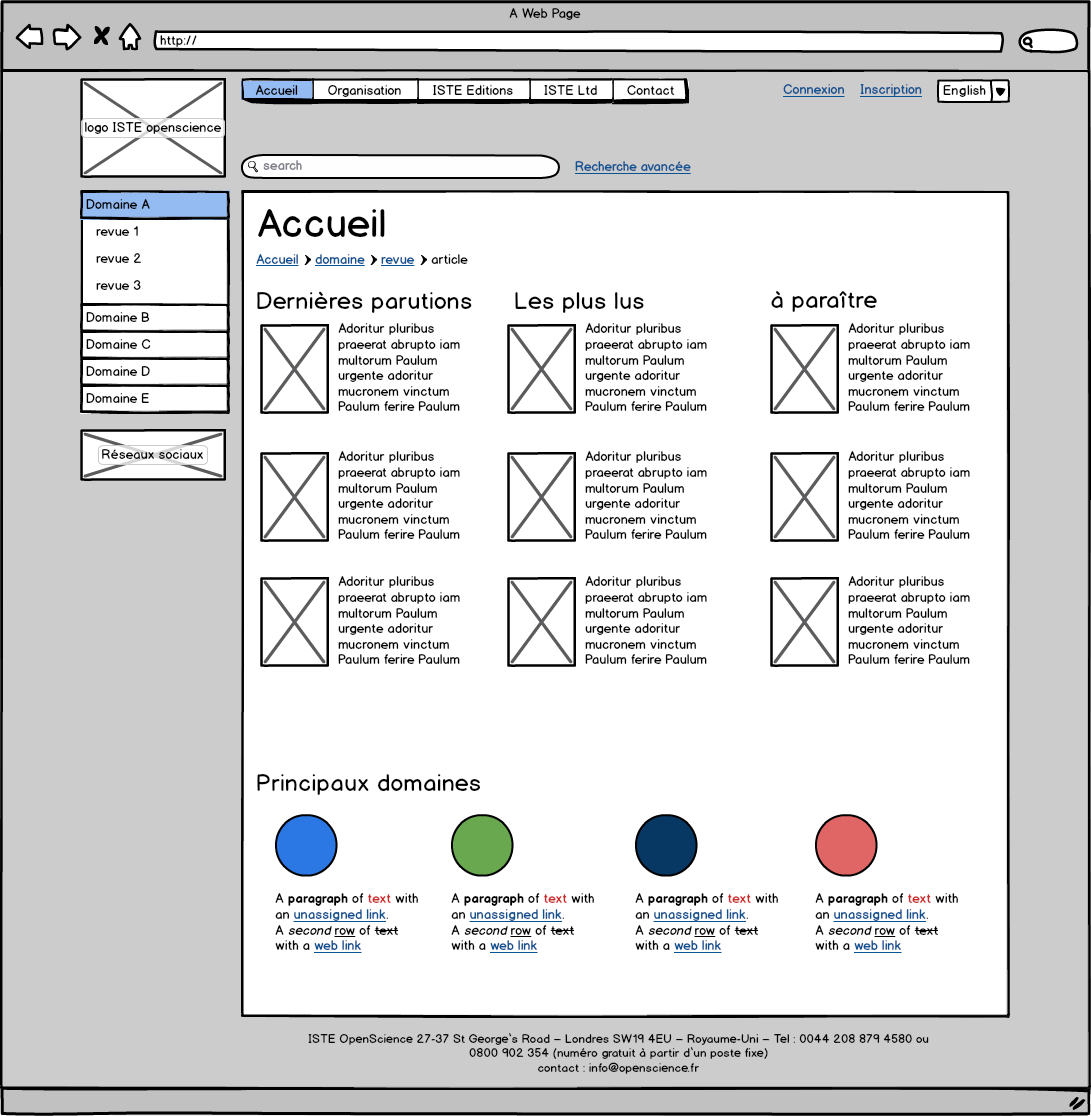 A Web Page
http://
logo ISTE openscience
Accueil Organisation ISTE Editions ISTE Ltd Contact
Connexion Inscription English
search
Recherche avancée
Domaine A
revue 1
revue 2
revue 3
Domaine B
Domaine C
Domaine D
Domaine E
Réseaux sociaux
Accueil
Accueil domaine revue article
Dernières parutions
Adoritur pluribus
praeerat abrupto iam
multorum Paulum
urgente adoritur
mucronem vinctum
Paulum ferire Paulum
Adoritur pluribus
praeerat abrupto iam
multorum Paulum
urgente adoritur
mucronem vinctum
Paulum ferire Paulum
Adoritur pluribus
praeerat abrupto iam
multorum Paulum
urgente adoritur
mucronem vinctum
Paulum ferire Paulum
Les plus lus
Adoritur pluribus
praeerat abrupto iam
multorum Paulum
urgente adoritur
mucronem vinctum
Paulum ferire Paulum
Adoritur pluribus
praeerat abrupto iam
multorum Paulum
urgente adoritur
mucronem vinctum
Paulum ferire Paulum
Adoritur pluribus
praeerat abrupto iam
multorum Paulum
urgente adoritur
mucronem vinctum
Paulum ferire Paulum
à paraître
Adoritur pluribus
praeerat abrupto iam
multorum Paulum
urgente adoritur
mucronem vinctum
Paulum ferire Paulum
Adoritur pluribus
praeerat abrupto iam
multorum Paulum
urgente adoritur
mucronem vinctum
Paulum ferire Paulum
Adoritur pluribus
praeerat abrupto iam
multorum Paulum
urgente adoritur
mucronem vinctum
Paulum ferire Paulum
Principaux domaines
A paragraph of text with
an unassigned link.
A second row of text
with a web link
A paragraph of text with
an unassigned link.
A second row of text
with a web link
A paragraph of text with
an unassigned link.
A second row of text
with a web link
A paragraph of text with
an unassigned link.
A second row of text
with a web link
ISTE OpenScience 27-37 St George's Road – Londres SW19 4EU – Royaume-Uni – Tel : 0044 208 879 4580 ou
0800 902 354 (numéro gratuit à partir d'un poste fixe)
contact : info@openscience.fr